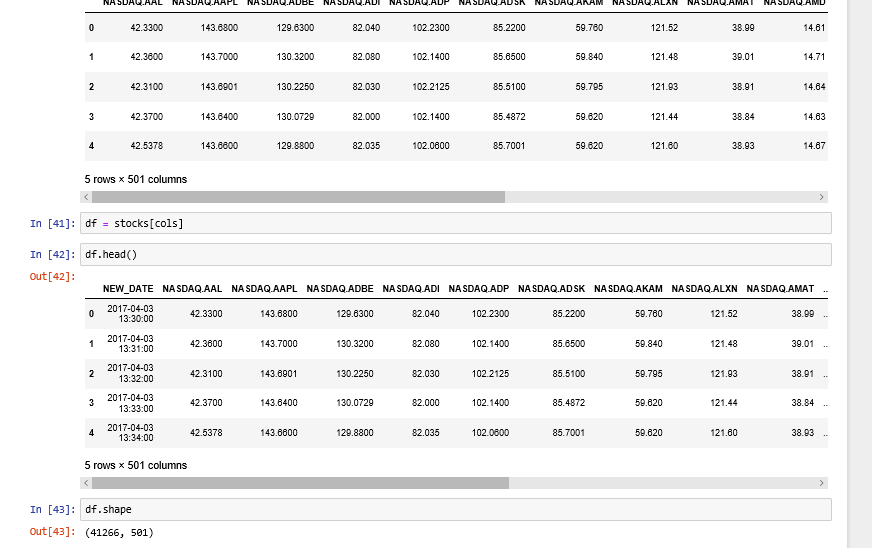 NASDAQ.AAL NASDAQ.AAPL NASDAQ.ADBE NASDAQ.ADI NASDAQ.ADP NASDAQ.ADSK NASDAQ.AKAM NASDAQ.ALXN NASDAQ.AMAT NASDAQ.AMD
0 42.3300 143.6800 129.6300 82.040 102.2300 85.2200 59.760 121.52 38.99 14.61
1 42.3600 143.7000 130.3200 82.080 102.1400 85.6500 59.840 121.48 39.01 14.71
2 42.3100 143.6901 130.2250 82.030 102.2125 85.5100 59.795 121.93 38.91 14.64
3 42.3700 143.6400 130.0729 82.000 102.1400 85.4872 59.620 121.44 38.84 14.63
4 42.5378 143.6600 129.8800 82.035 102.0600 85.7001 59.620 121.60 38.93 14.67
5 rows × 501 columns
In [41]: df = stocks[cols]
In [42]: df.head()
Out[42]:
NEW_DATE NASDAQ.AAL NASDAQ.AAPL NASDAQ.ADBE NASDAQ.ADI NASDAQ.ADP NASDAQ.ADSK NASDAQ.AKAM NASDAQ.ALXN NASDAQ.AMAT ..
0 2017-04-03 13:30:00 42.3300 143.6800 129.6300 82.040 102.2300 85.2200 59.760 121.52 38.99 ..
1 2017-04-03 13:31:00 42.3600 143.7000 130.3200 82.080 102.1400 85.6500 59.840 121.48 39.01 ..
2 2017-04-03 13:32:00 42.3100 143.6901 130.2250 82.030 102.2125 85.5100 59.795 121.93 38.91 ..
3 2017-04-03 13:33:00 42.3700 143.6400 130.0729 82.000 102.1400 85.4872 59.620 121.44 38.84 ..
4 2017-04-03 13:34:00 42.5378 143.6600 129.8800 82.035 102.0600 85.7001 59.620 121.60 38.93 ..
5 rows × 501 columns
In [43]: df.shape
Out[43]: (41266, 501)